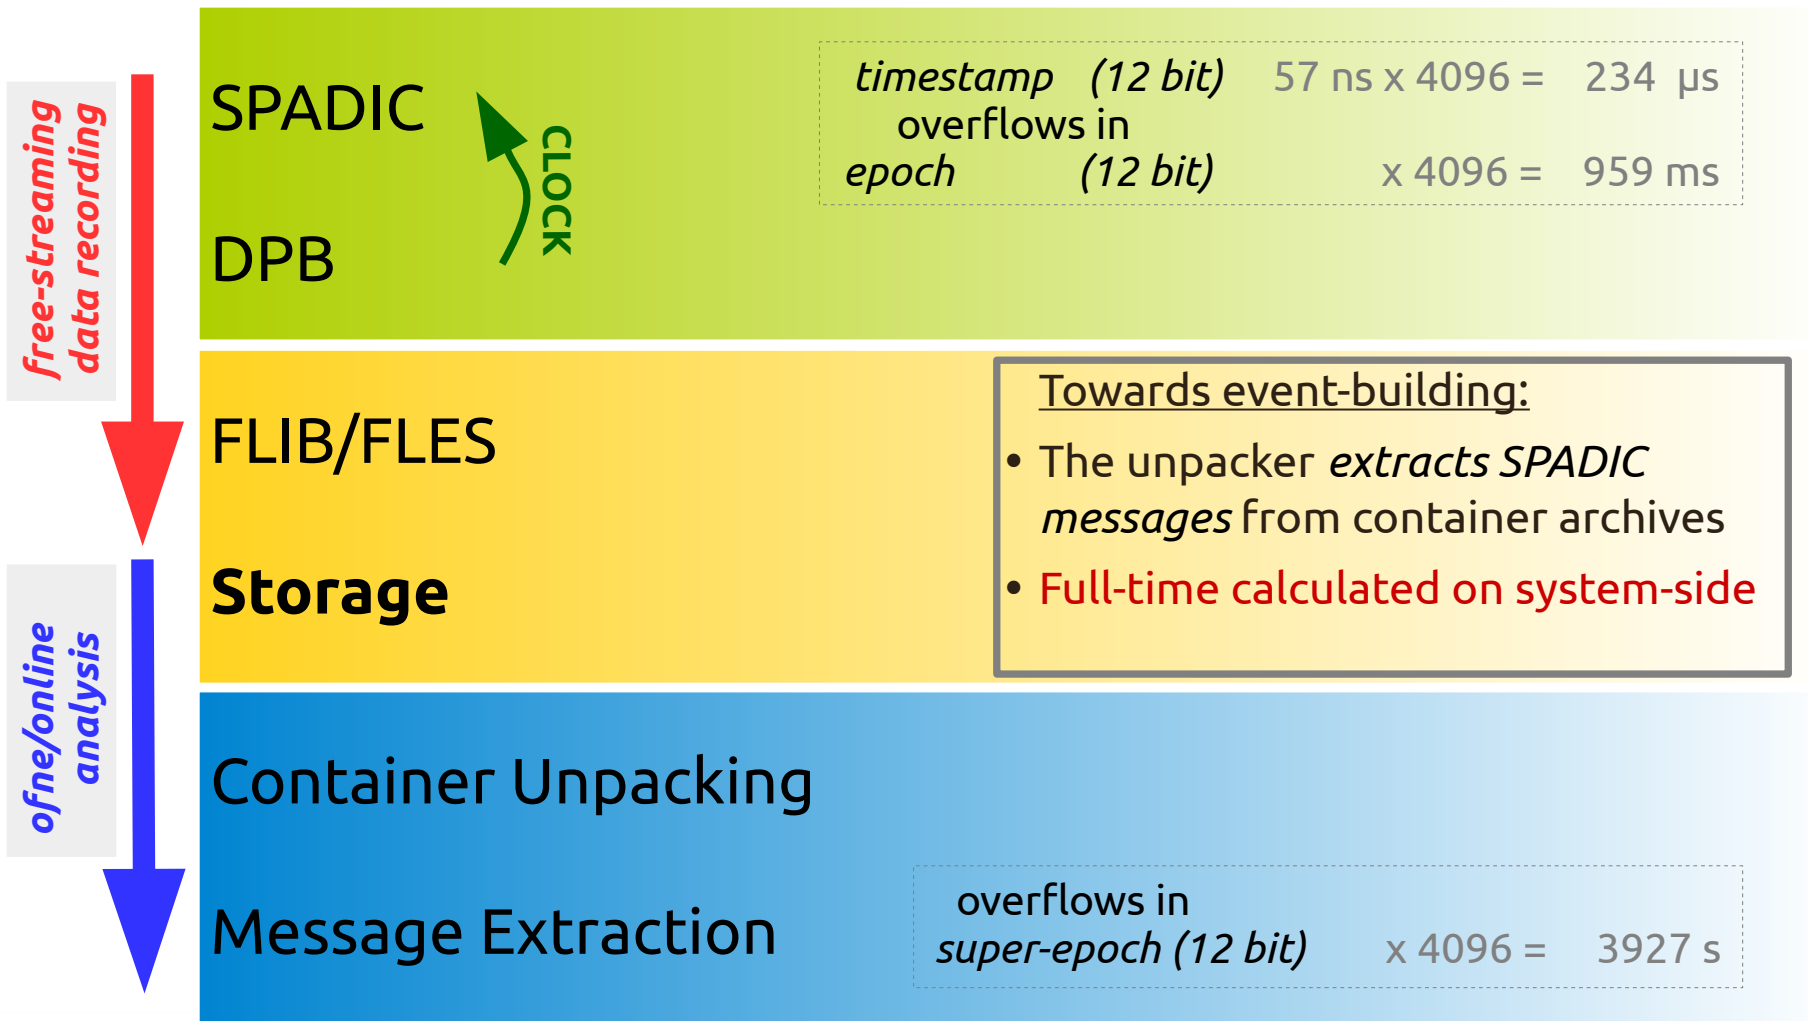 free-streaming
data recording
SPADIC
CLOCK
DPB
timestamp (12 bit) 57 ns x 4096 = 234 µs
overflows in
epoch (12 bit) x 4096 = 959 ms
FLIB/FLES
Storage
Towards event-building:
• The unpacker extracts SPADIC
messages from container archives
• Full-time calculated on system-side
ofne/online
analysis
Container Unpacking
Message Extraction
overflows in
super-epoch (12 bit) x 4096 = 3927 s